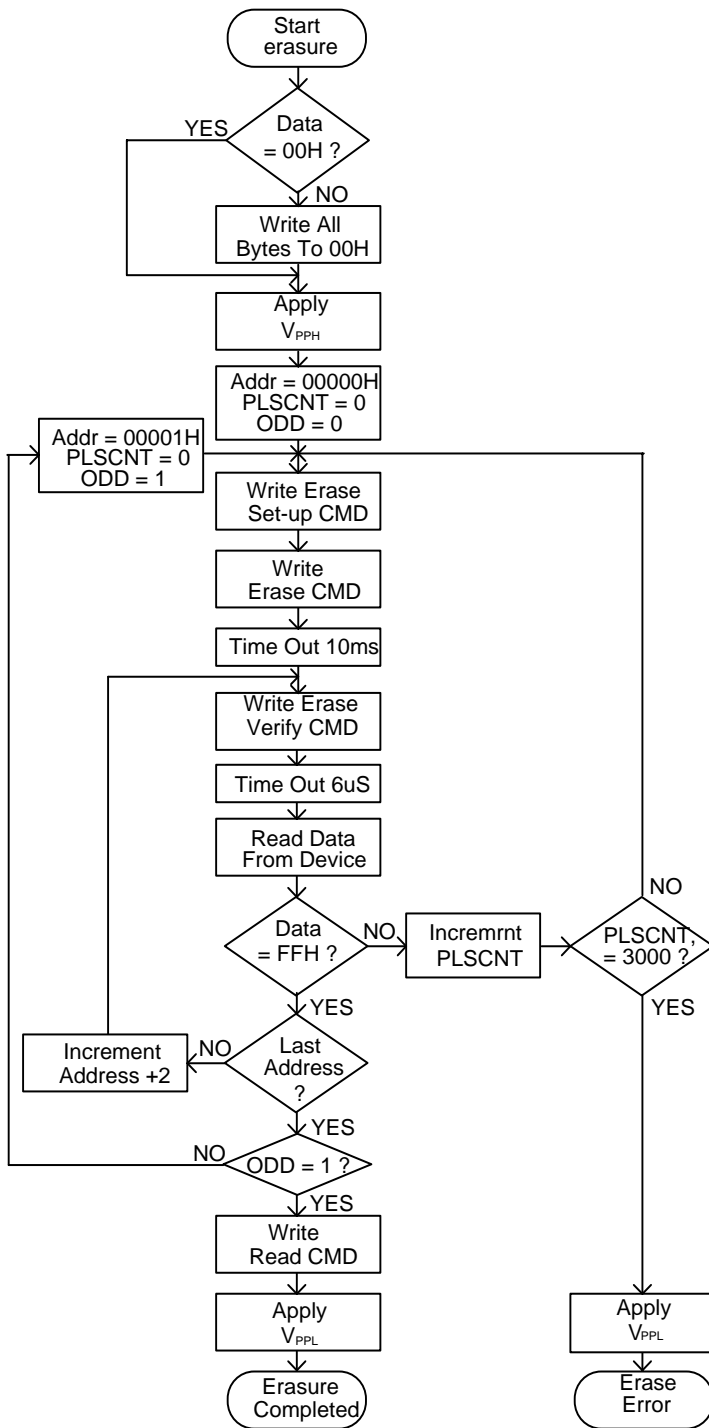 Start
erasure
YES
Data
= 00H ?
NO
Write All
Bytes To 00H
Apply
VPPH
Addr = 00000H
PLSCNT = 0
ODD = 0
Addr = 00001H
PLSCNT = 0
ODD = 1
Write Erase
Set-up CMD
Write
Erase CMD
Time Out 10ms
Write Erase
Verify CMD
Time Out 6uS
Read Data
From Device
Data
= FFH ?
NO
Incremrnt
PLSCNT
NO
PLSCNT,
= 3000 ?
YES
YES
Increment
Address +2
NO
Last
Address
?
YES
NO
ODD = 1 ?
YES
Write
Read CMD
Apply
VPPL
Erasure
Completed
Apply
VPPL
Erase
Error